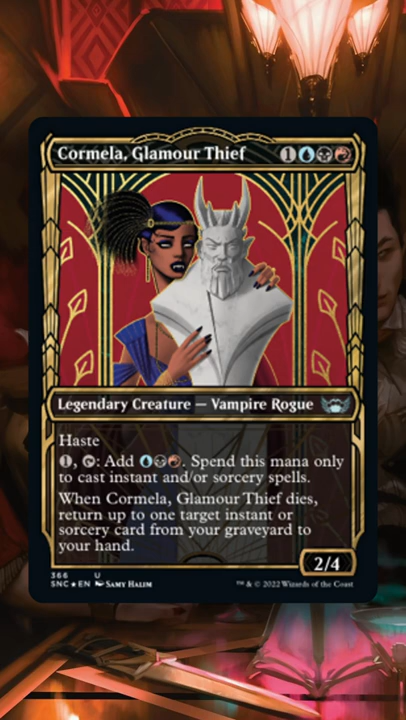 Cormela, Glamour Thief 1
Legendary Creature — Vampire Rogue
Haste
1, : Add . Spend this mana only
to cast instant and/or sorcery spells.
When Cormela, Glamour Thief dies,
return up to one target instant or
sorcery card from your graveyard to
your hand.
2/4
366 U
SNC ★ EN SAMY HALIM
™ & © 2022 Wizards of the Coast